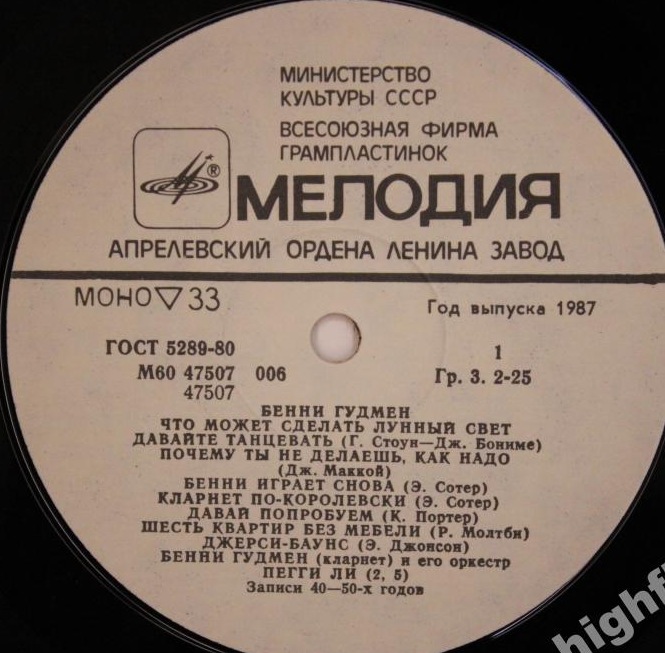 МИНИСТЕРСТВО
КУЛЬТУРЫ СССР
ВСЕСОЮЗНАЯ ФИРМА
ГРАМПЛАСТИНОК
®
МЕЛОДИЯ
АПРЕЛЕВСКИЙ ОРДЕНА ЛЕНИНА ЗАВОД
МОНО ▽ 33
Год выпуска 1987
ГОСТ 5289-80
1
М60 47507 006
Гр. 3. 2-25
47507
БЕННИ ГУДМЕН
ЧТО МОЖЕТ СДЕЛАТЬ ЛУННЫЙ СВЕТ
ДАВАЙТЕ ТАНЦЕВАТЬ (Г. Стоун—Дж. Бониме)
ПОЧЕМУ ТЫ НЕ ДЕЛАЕШЬ, КАК НАДО
(Дж. Маккой)
БЕННИ ИГРАЕТ СНОВА (Э. Сотер)
КЛАРНЕТ ПО-КОРОЛЕВСКИ (Э. Сотер)
ДАВАЙ ПОПРОБУЕМ (К. Портер)
ШЕСТЬ КВАРТИР БЕЗ МЕБЕЛИ (Р. Молтби)
ДЖЕРСИ-БАУНС (Э. Джонсон)
БЕННИ ГУДМЕН (кларнет) и его оркестр
ПЕГГИ ЛИ (2, 5)
Записи 40—50-х годов
highf